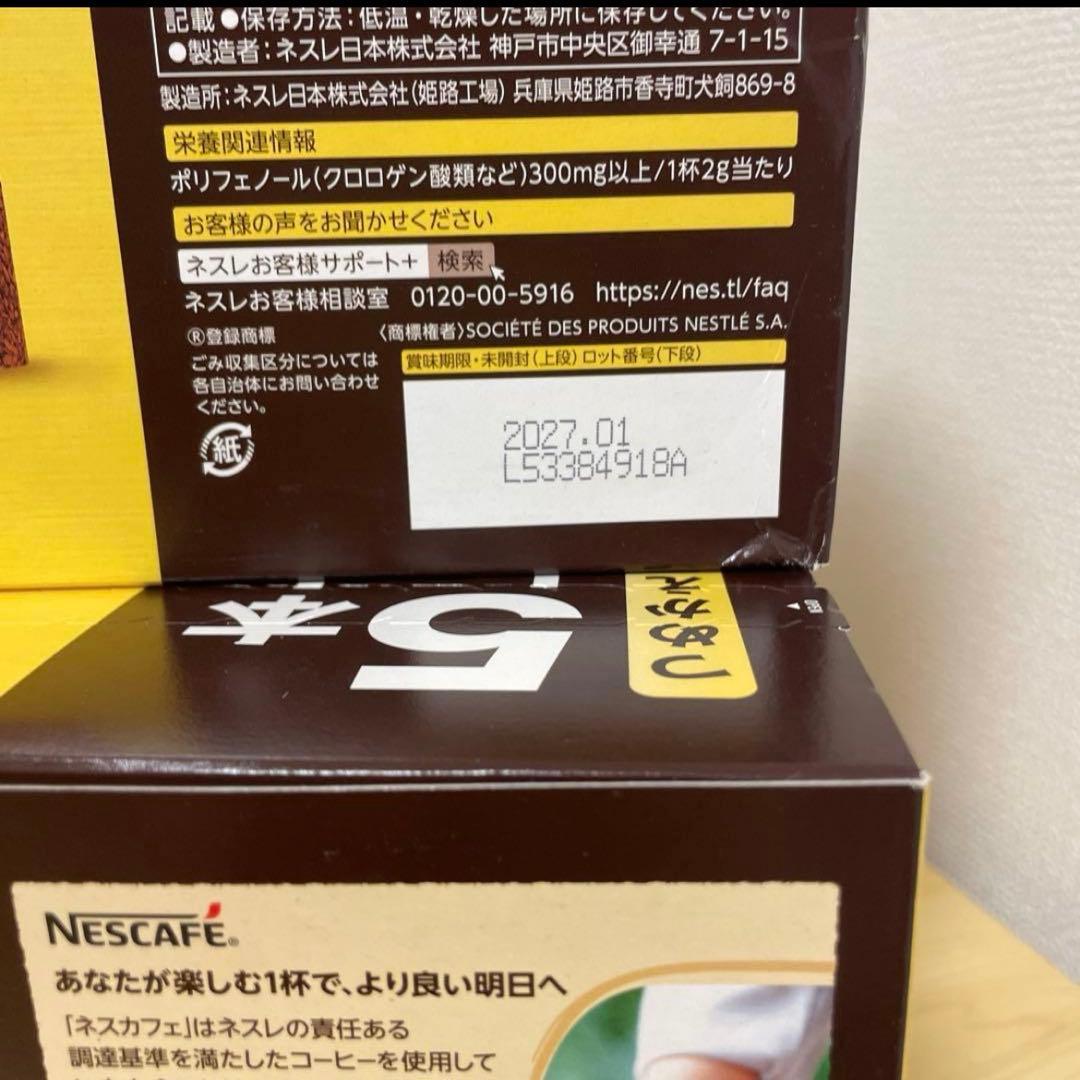 記載 ●保存方法：低温・乾燥した場所に保存してください。
●製造者：ネスレ日本株式会社 神戸市中央区御幸通 7-1-15
製造所：ネスレ日本株式会社(姫路工場) 兵庫県姫路市香寺町犬飼869-8
栄養関連情報
ポリフェノール(クロロゲン酸類など)300mg以上/1杯2g当たり
お客様の声をお聞かせください
ネスレお客様サポート+ 検索
ネスレお客様相談室 0120-00-5916 https://nes.tl/faq
®登録商標 〈商標権者〉SOCIÉTÉ DES PRODUITS NESTLÉ S.A.
ごみ収集区分については
各自治体にお問い合わせ
ください。
紙
賞味期限・未開封(上段) ロット番号(下段)
2027.01
L53384918A
つめかえ
5本
NESCAFÉ®
あなたが楽しむ1杯で、より良い明日へ
「ネスカフェ」はネスレの責任ある
調達基準を満たしたコーヒーを使用して